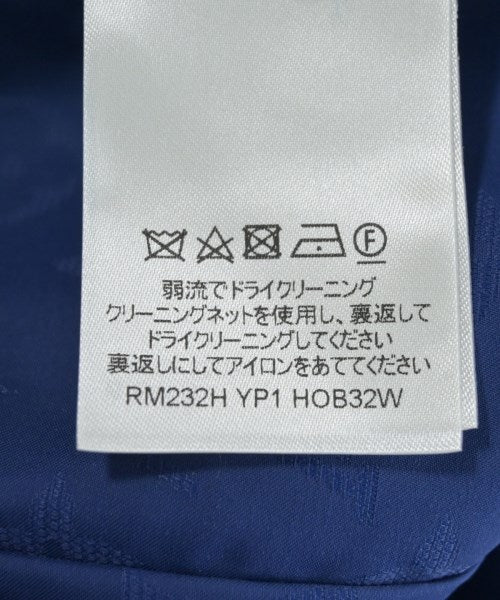 F
弱流でドライクリーニング
クリーニングネットを使用し、裏返して
ドライクリーニングしてください
裏返しにしてアイロンをあててください
RM232H YP1 HOB32W